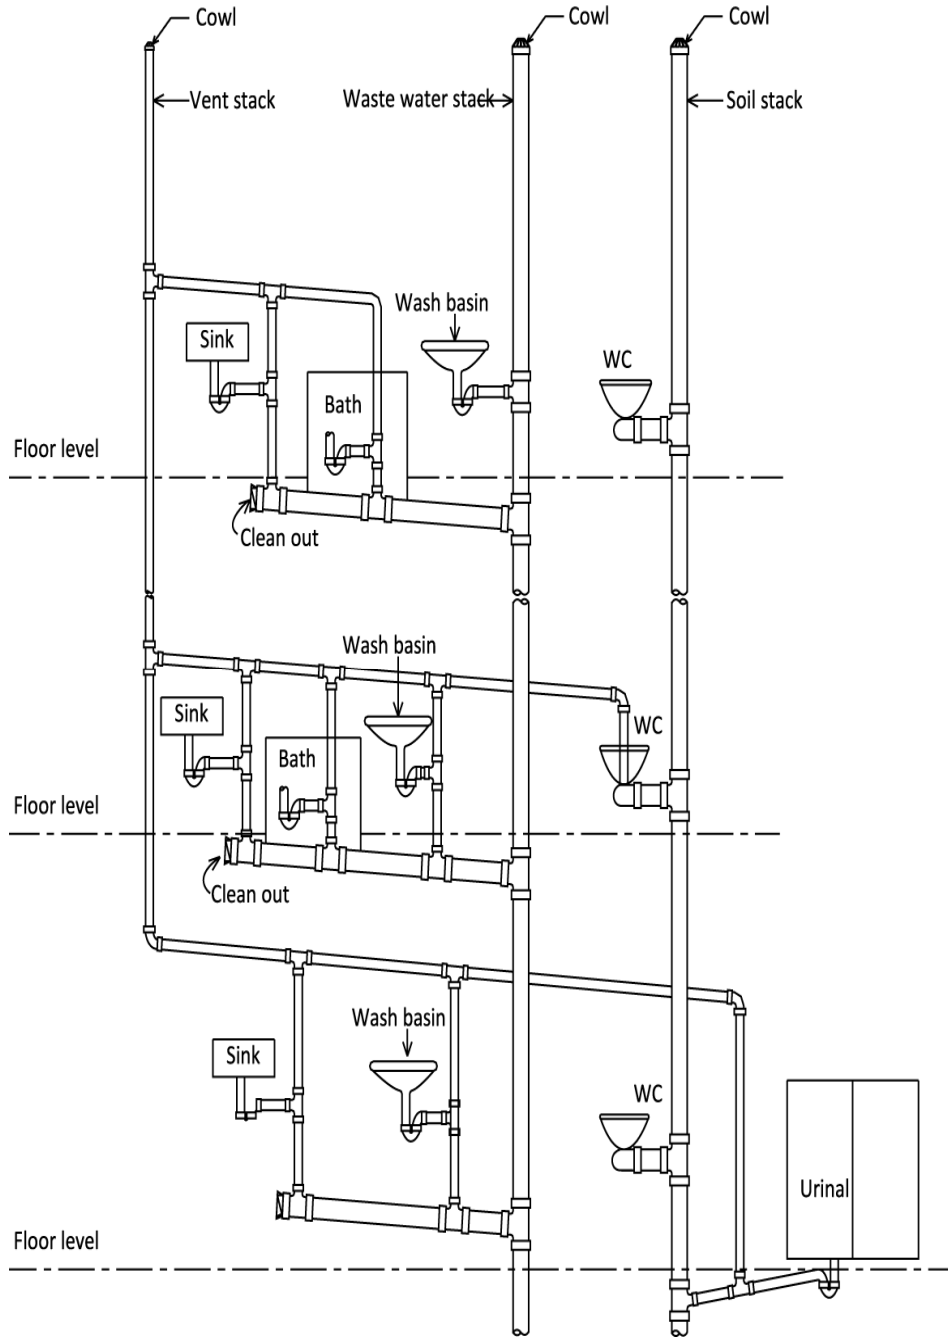 Cowl
Cowl
Cowl
Vent stack
Waste water stack
Soil stack
Wash basin
Sink
WC
Bath
Floor level
Clean out
Wash basin
Sink
WC
Bath
Floor level
Clean out
Wash basin
Sink
WC
Urinal
Floor level